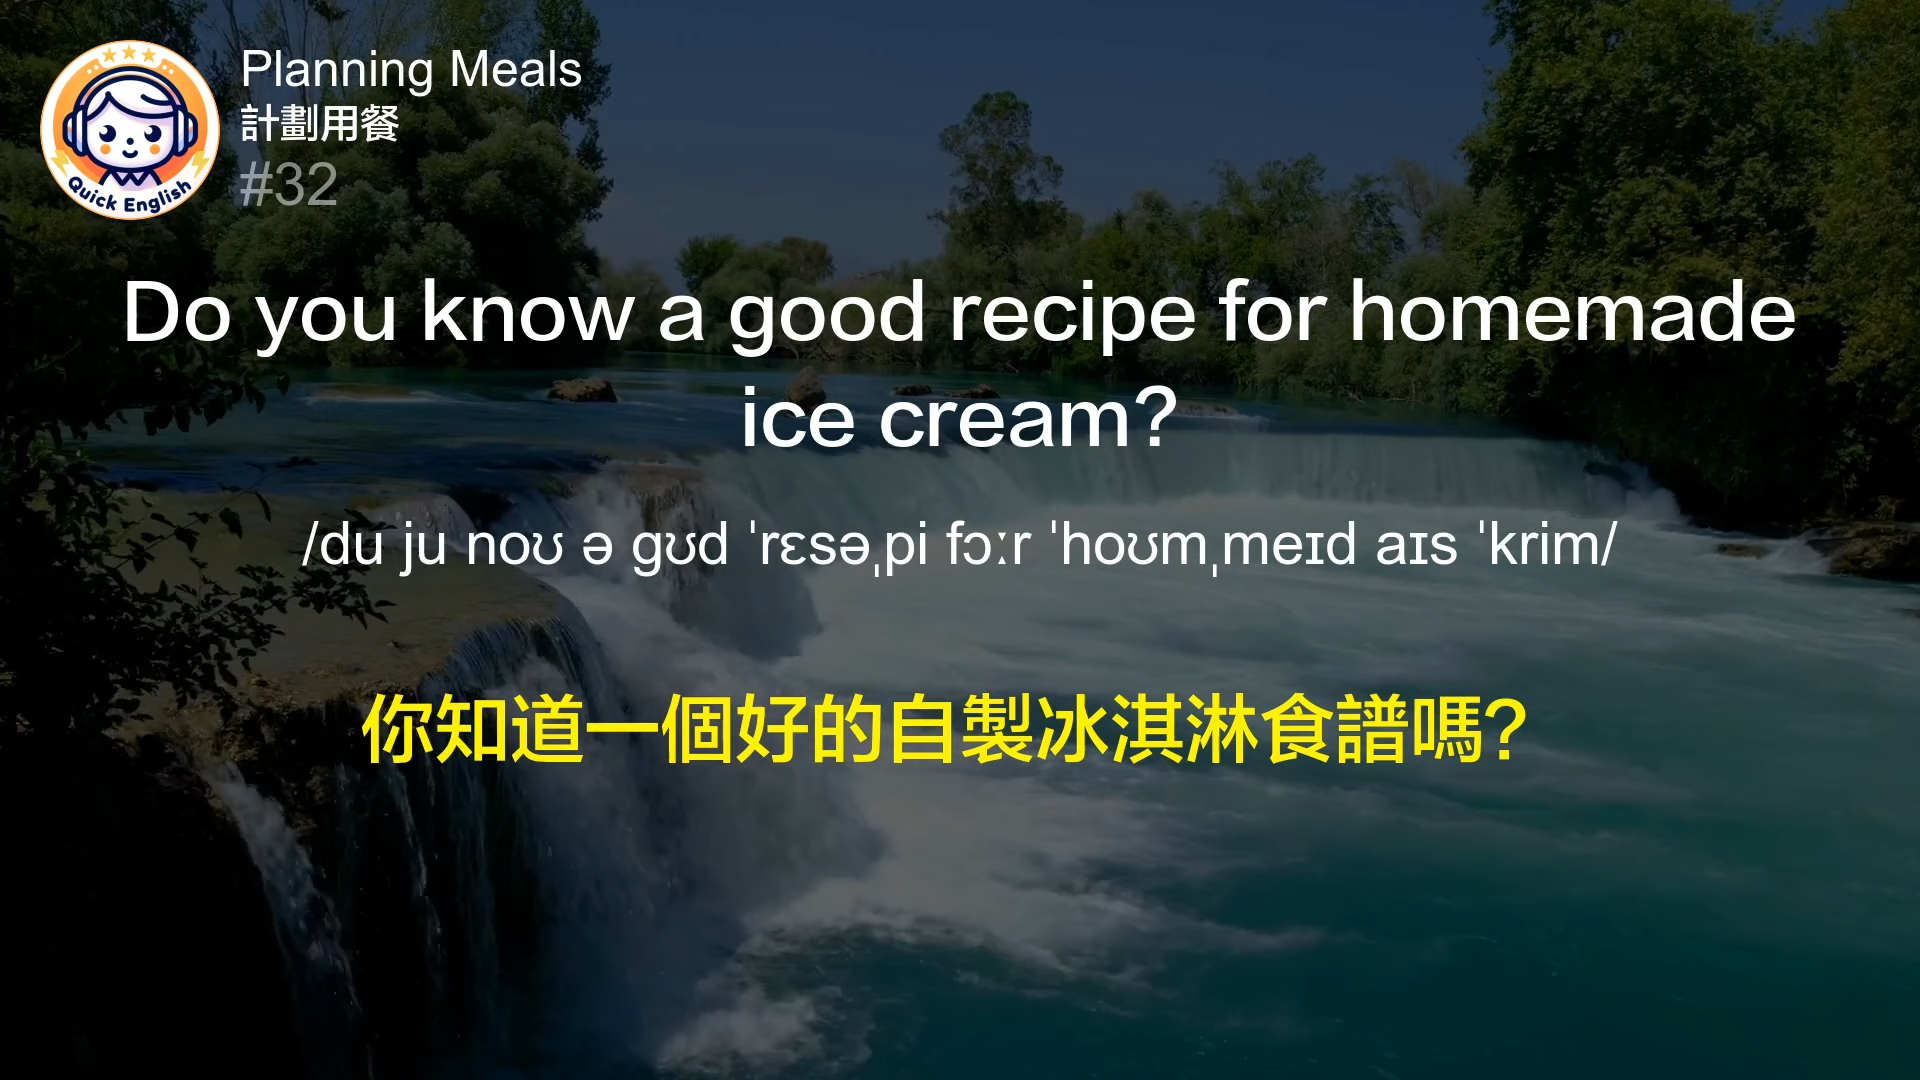 Quick English
Planning Meals
計劃用餐
#32
Do you know a good recipe for homemade
ice cream?
/du ju noʊ ə gʊd ˈrɛsəˌpi fɔːr ˈhoʊmˌmeɪd aɪs ˈkrim/
你知道一個好的自製冰淇淋食譜嗎?